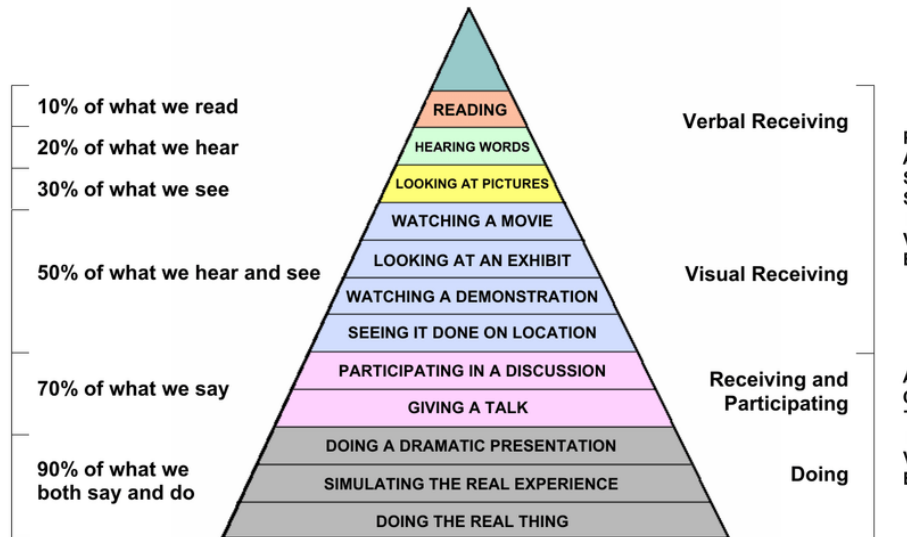 10% of what we read
20% of what we hear
30% of what we see
50% of what we hear and see
70% of what we say
90% of what we
both say and do
READING
HEARING WORDS
LOOKING AT PICTURES
WATCHING A MOVIE
LOOKING AT AN EXHIBIT
WATCHING A DEMONSTRATION
SEEING IT DONE ON LOCATION
PARTICIPATING IN A DISCUSSION
GIVING A TALK
DOING A DRAMATIC PRESENTATION
SIMULATING THE REAL EXPERIENCE
DOING THE REAL THING
Verbal Receiving
Visual Receiving
Receiving and
Participating
Doing